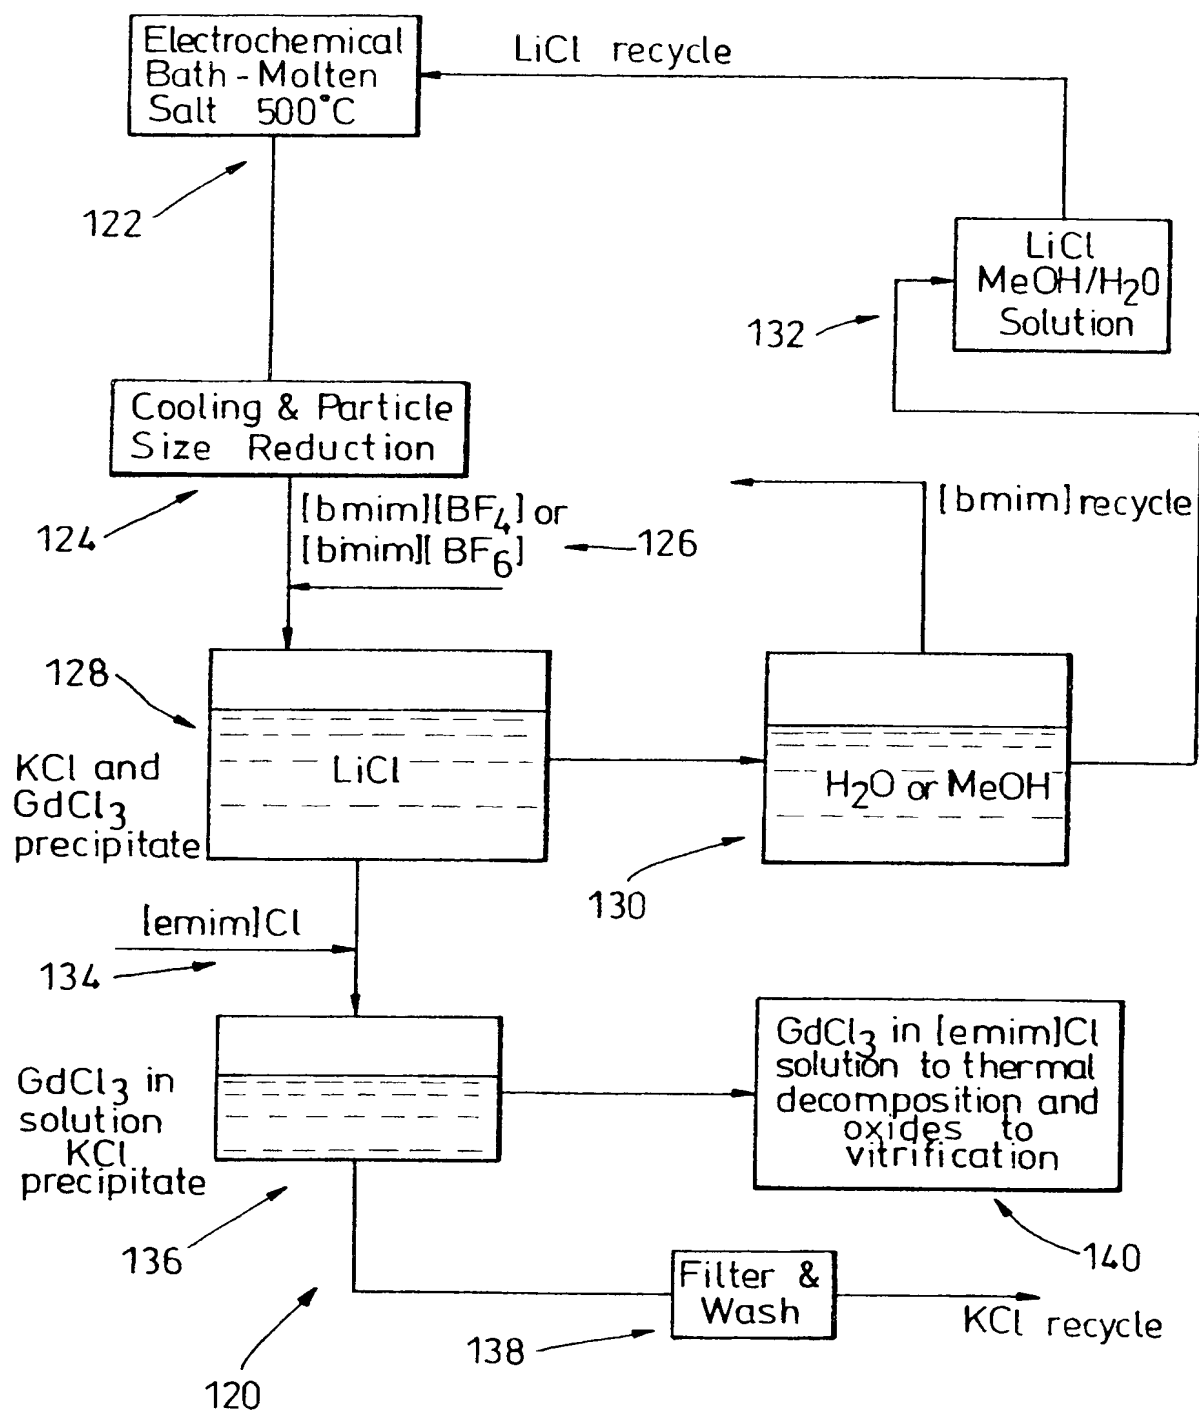 Electrochemical
Bath-Molten
Salt 500°C
LiCl recycle
122
LiCl
MeOH/H2O
Solution
132
Cooling & Particle
Size Reduction
124
[bmim][BF4] or
[bmim][BF6]
126
[bmim] recycle
128
KCl and
GdCl3
precipitate
LiCl
H2O or MeOH
130
[emim]Cl
134
GdCl3 in
solution
KCl
precipitate
GdCl3 in [emim]Cl
solution to thermal
decomposition and
oxides to
vitrification
136
140
Filter &
Wash
KCl recycle
138
120